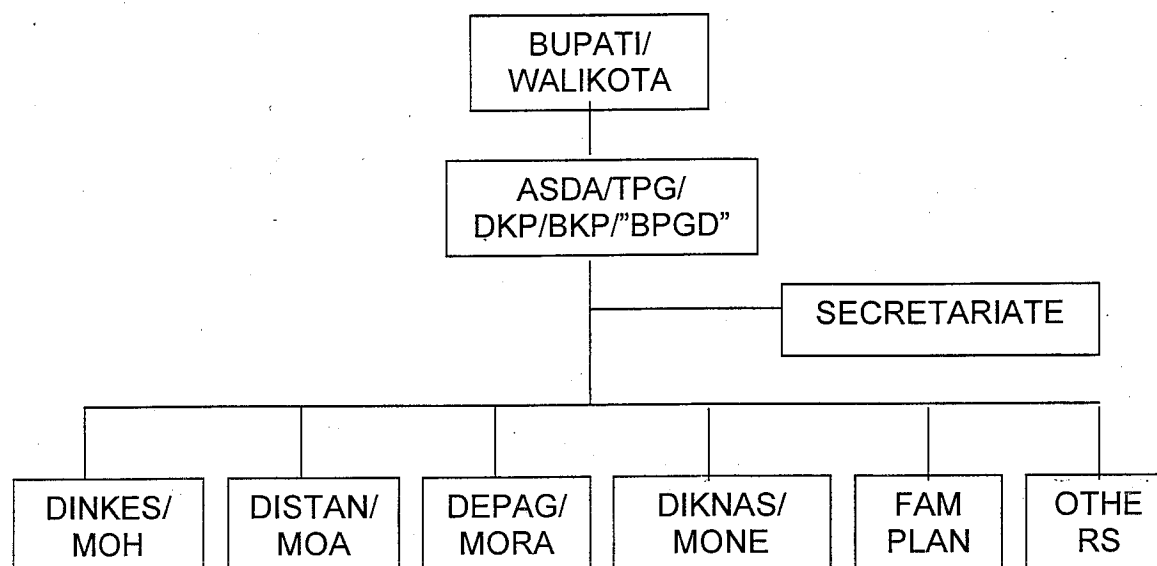 BUPATI/
WALIKOTA
ASDA/TPG/
DKP/BKP/”BPGD”
SECRETARIATE
DINKES/
MOH
DISTAN/
MOA
DEPAG/
MORA
DIKNAS/
MONE
FAM
PLAN
OTHE
RS